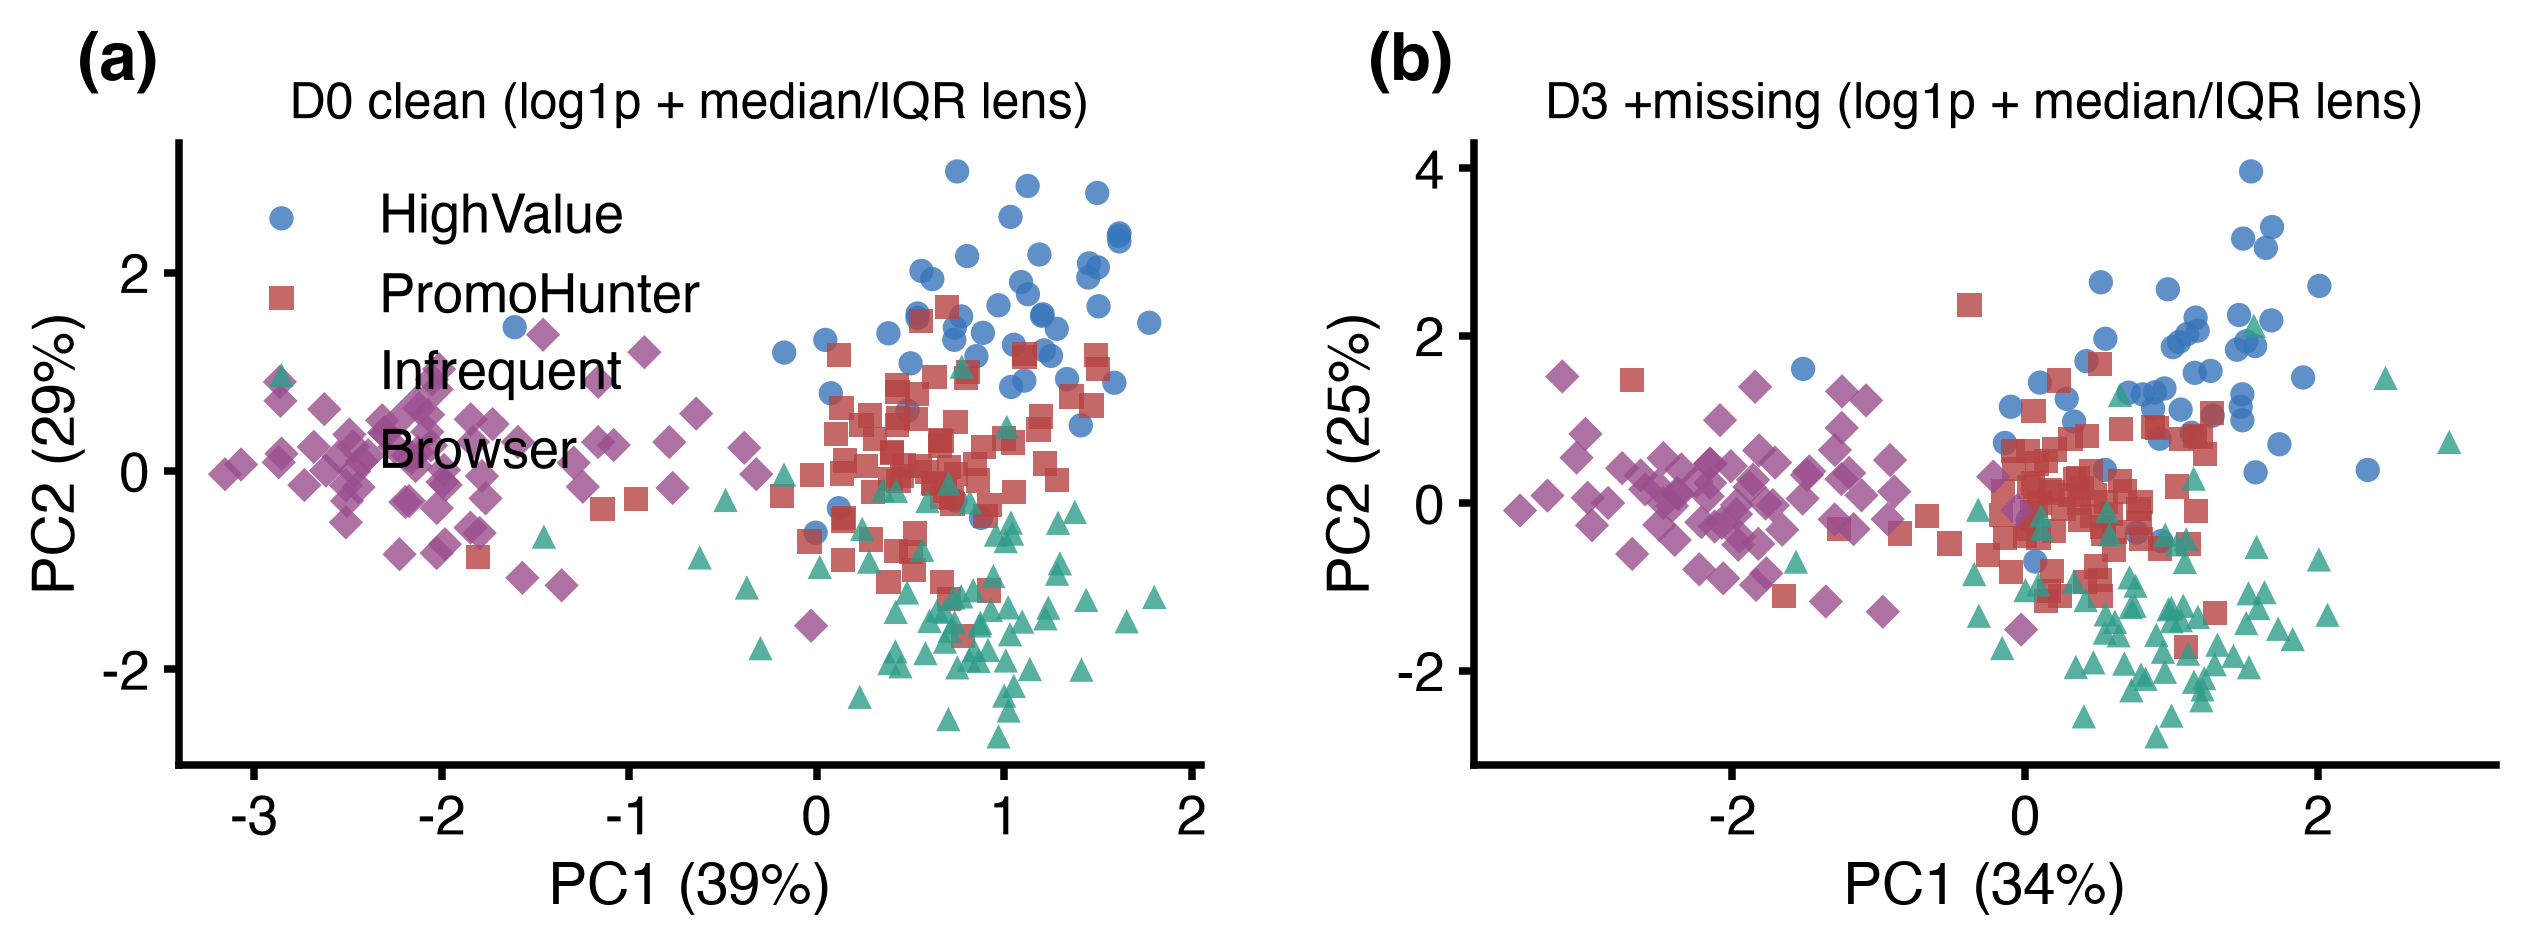 (a)
D0 clean (log1p + median/IQR lens)
HighValue
PromoHunter
Infrequent
Browser
2
0
-2
PC2 (29%)
-3 -2 -1 0 1 2
PC1 (39%)
(b)
D3 +missing (log1p + median/IQR lens)
4
2
0
-2
PC2 (25%)
-2 0 2
PC1 (34%)